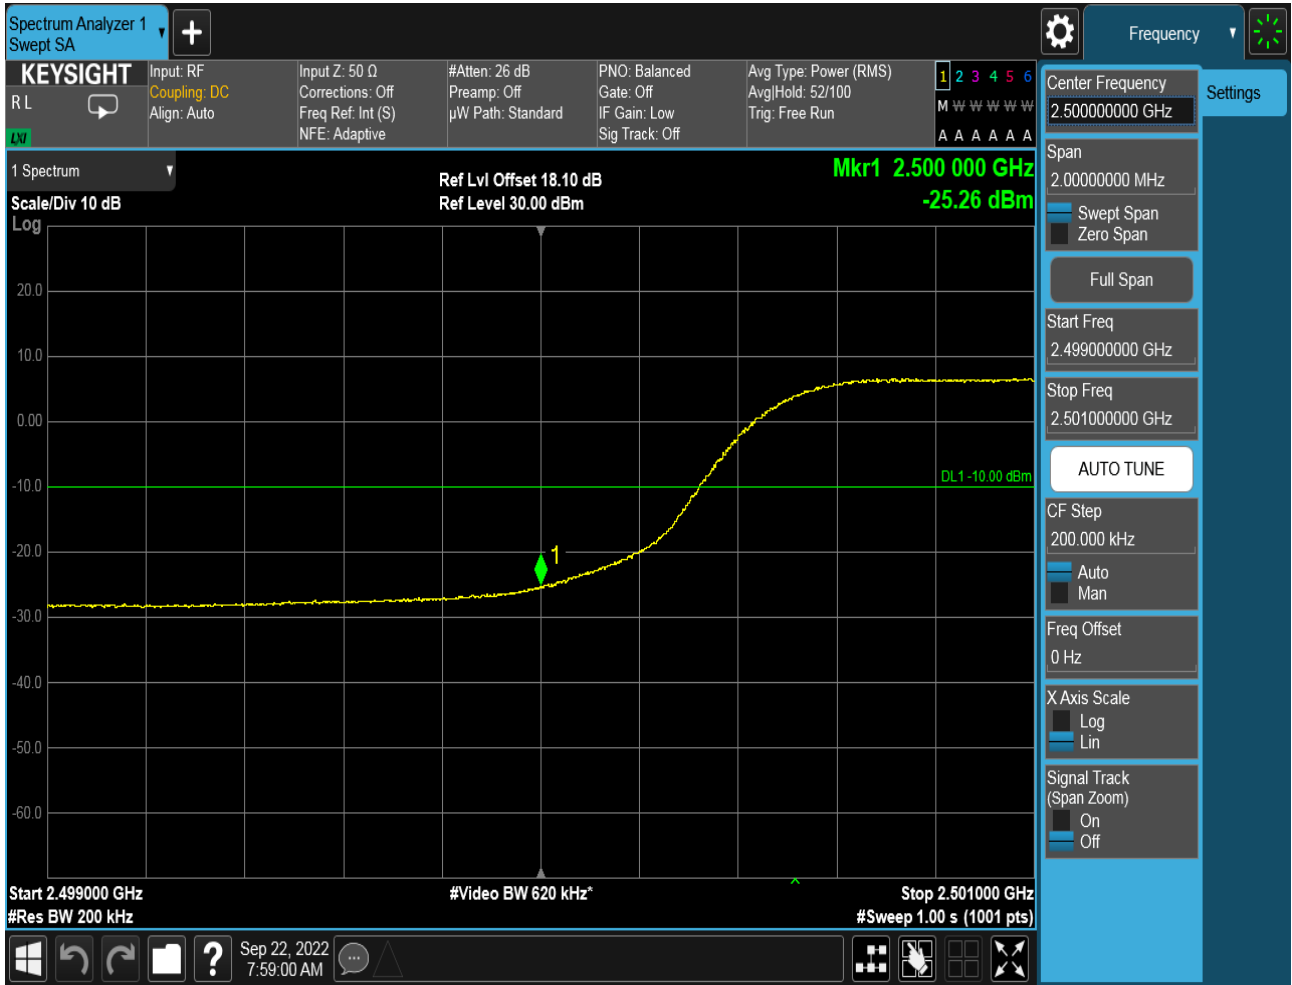 Spectrum Analyzer 1
Swept SA
Frequency
KEYSIGHT
R L
LXI
Input: RF
Coupling: DC
Align: Auto
Input Z: 50 Ω
Corrections: Off
Freq Ref: Int (S)
NFE: Adaptive
#Atten: 26 dB
Preamp: Off
µW Path: Standard
PNO: Balanced
Gate: Off
IF Gain: Low
Sig Track: Off
Avg Type: Power (RMS)
Avg|Hold: 52/100
Trig: Free Run
1 2 3 4 5 6
M W W W W W
A A A A A A
1 Spectrum
Scale/Div 10 dB
Log
Ref Lvl Offset 18.10 dB
Ref Level 30.00 dBm
Mkr1 2.500 000 GHz
-25.26 dBm
20.0
10.0
0.00
-10.0
-20.0
-30.0
-40.0
-50.0
-60.0
DL1 -10.00 dBm
1
Start 2.499000 GHz
#Res BW 200 kHz
#Video BW 620 kHz*
Stop 2.501000 GHz
#Sweep 1.00 s (1001 pts)
Center Frequency
2.500000000 GHz
Settings
Span
2.00000000 MHz
Swept Span
Zero Span
Full Span
Start Freq
2.499000000 GHz
Stop Freq
2.501000000 GHz
AUTO TUNE
CF Step
200.000 kHz
Auto
Man
Freq Offset
0 Hz
X Axis Scale
Log
Lin
Signal Track
(Span Zoom)
On
Off
?
Sep 22, 2022
7:59:00 AM